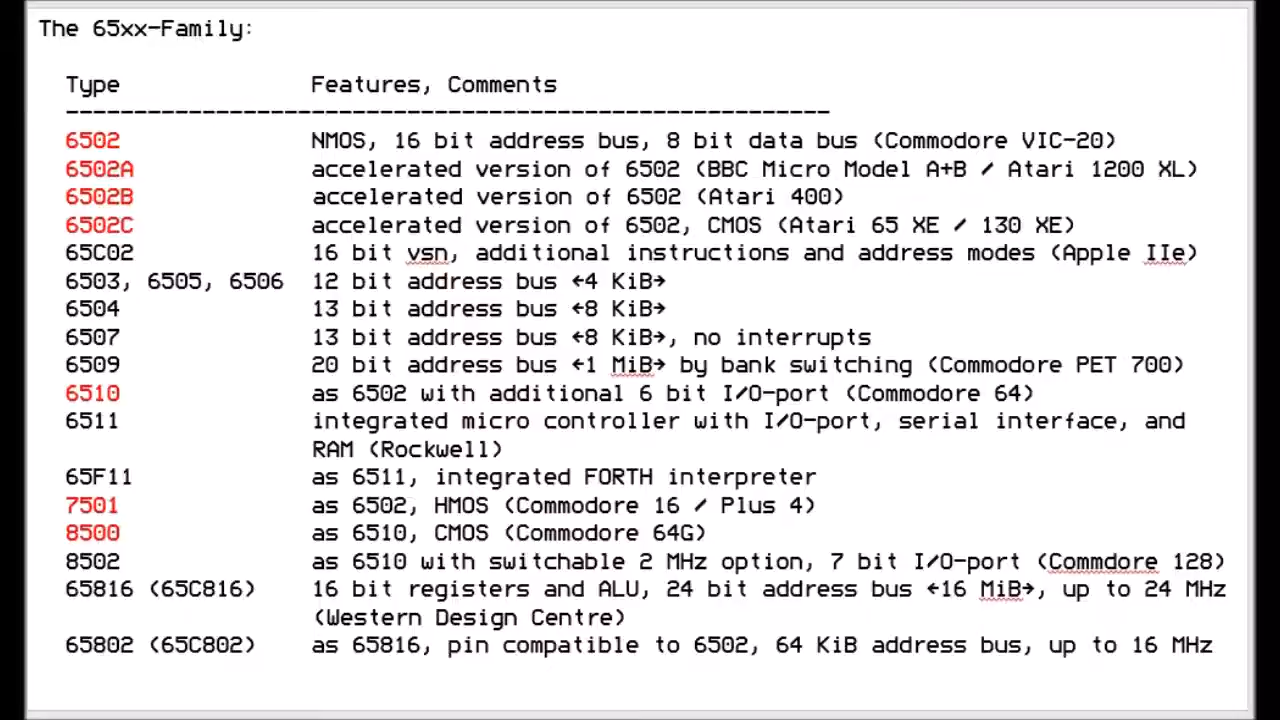 The 65xx-Family:
Type Features, Comments
--------------------------------------------------------
6502 NMOS, 16 bit address bus, 8 bit data bus (Commodore VIC-20)
6502A accelerated version of 6502 (BBC Micro Model A+B / Atari 1200 XL)
6502B accelerated version of 6502 (Atari 400)
6502C accelerated version of 6502, CMOS (Atari 65 XE / 130 XE)
65C02 16 bit vsn, additional instructions and address modes (Apple IIe)
6503, 6505, 6506 12 bit address bus ←4 KiB→
6504 13 bit address bus ←8 KiB→
6507 13 bit address bus ←8 KiB→, no interrupts
6509 20 bit address bus ←1 MiB→ by bank switching (Commodore PET 700)
6510 as 6502 with additional 6 bit I/O-port (Commodore 64)
6511 integrated micro controller with I/O-port, serial interface, and
RAM (Rockwell)
65F11 as 6511, integrated FORTH interpreter
7501 as 6502, HMOS (Commodore 16 / Plus 4)
8500 as 6510, CMOS (Commodore 64G)
8502 as 6510 with switchable 2 MHz option, 7 bit I/O-port (Commdore 128)
65816 (65C816) 16 bit registers and ALU, 24 bit address bus ←16 MiB→, up to 24 MHz
(Western Design Centre)
65802 (65C802) as 65816, pin compatible to 6502, 64 KiB address bus, up to 16 MHz